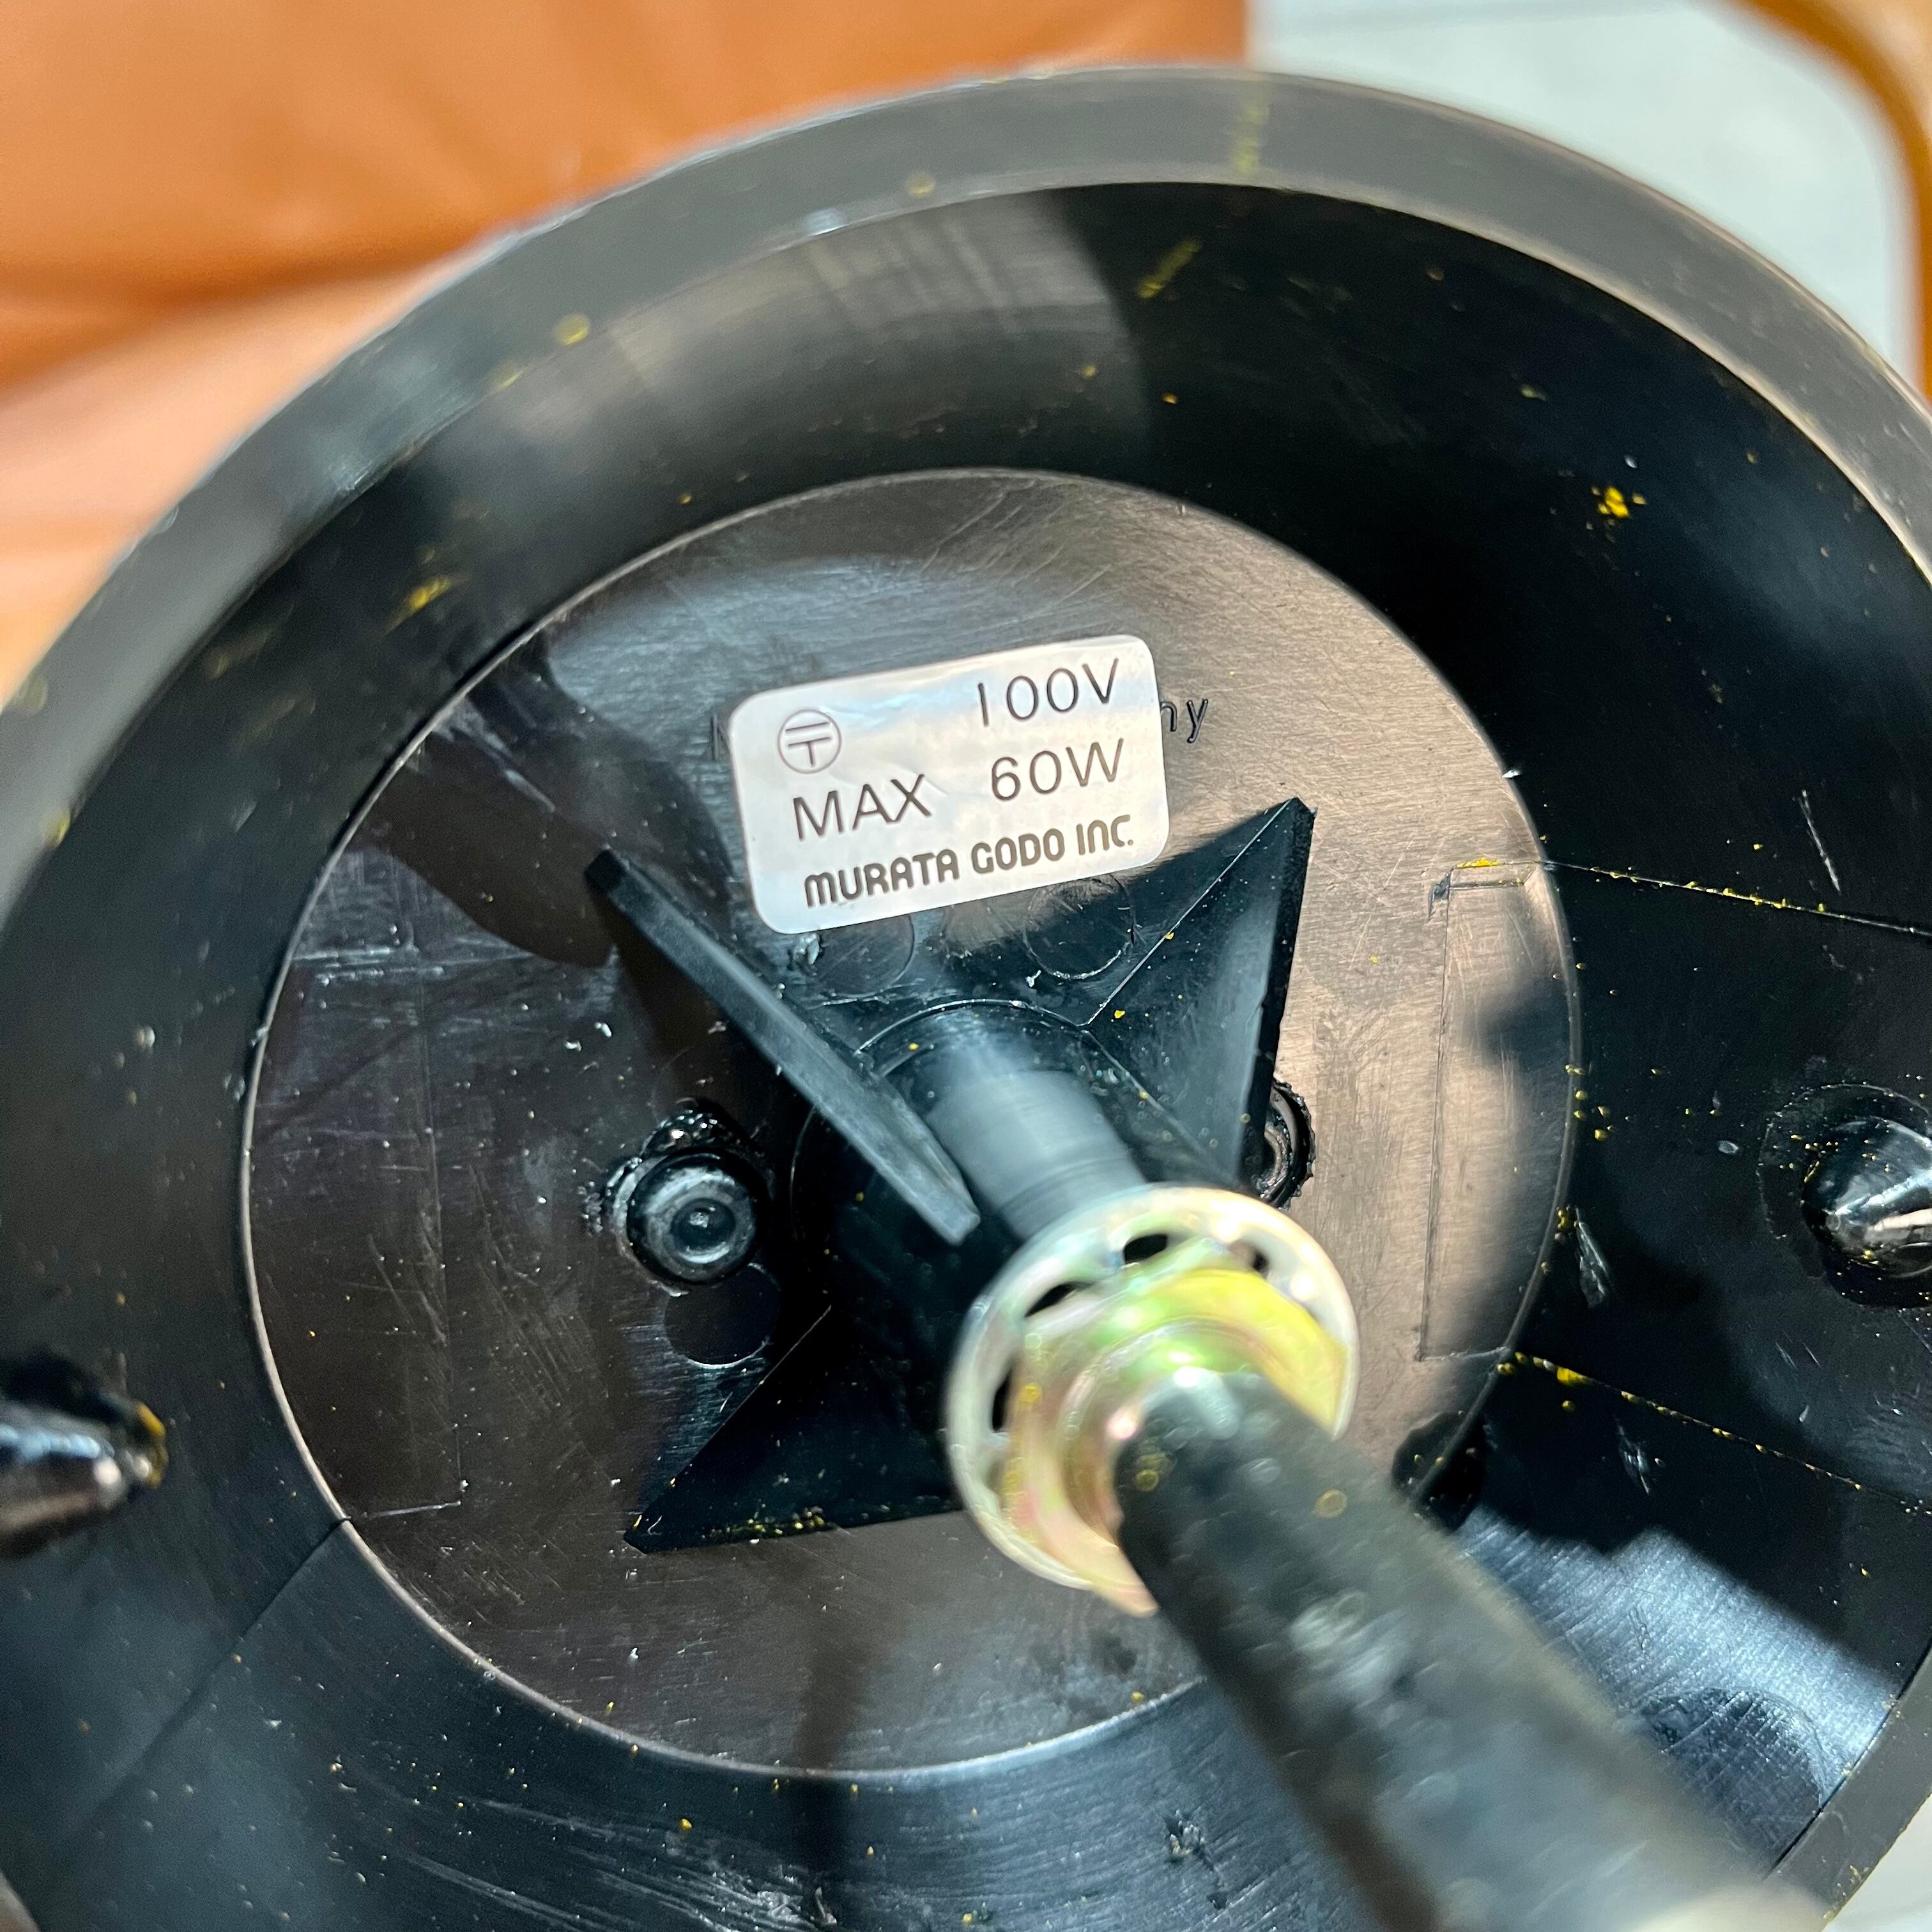 〶 100V
MAX 60W
MURATA GODO INC.